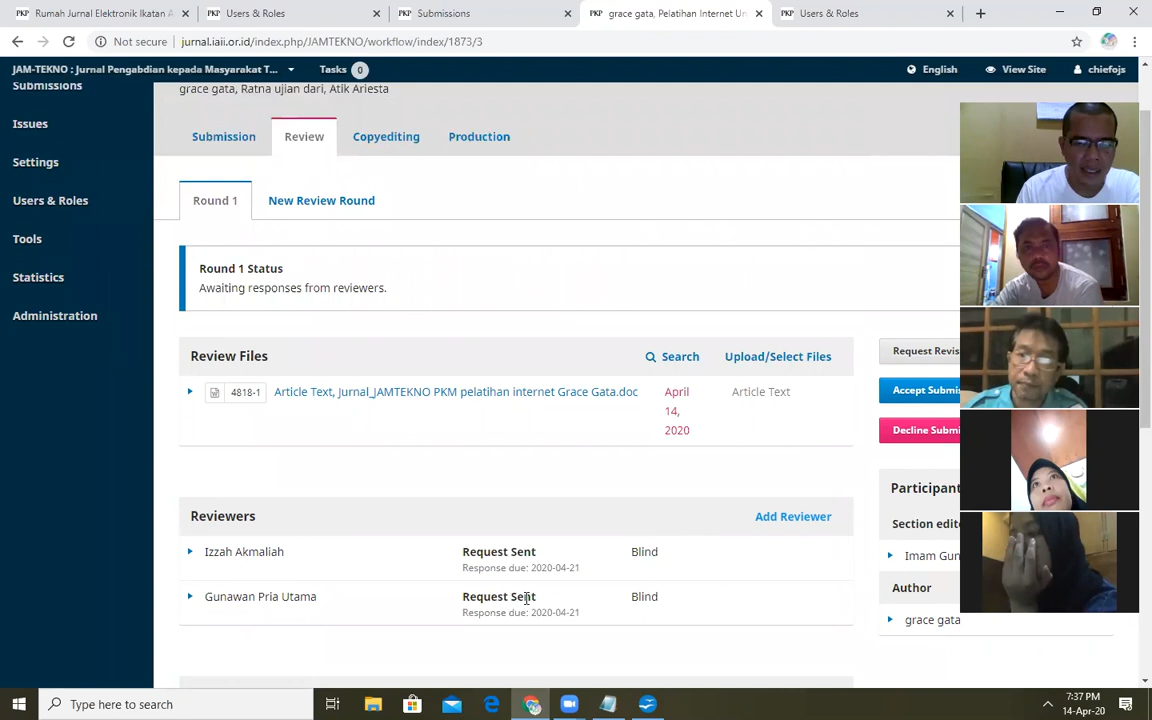 PKP Rumah Jurnal Elektronik Ikatan A
PKP Users & Roles
PKP Submissions
PKP grace gata, Pelatihan Internet Un
PKP Users & Roles
Not secure jurnal.iaii.or.id/index.php/JAMTEKNO/workflow/index/1873/3
JAM-TEKNO : Jurnal Pengabdian kepada Masyarakat T...
Tasks 0
English
View Site
chiefojs
Submissions
Issues
Settings
Users & Roles
Tools
Statistics
Administration
grace gata, Ratna ujian dari, Atik Ariesta
Submission
Review
Copyediting
Production
Round 1
New Review Round
Round 1 Status
Awaiting responses from reviewers.
Review Files
Search
Upload/Select Files
4818-1
Article Text, Jurnal_JAMTEKNO PKM pelatihan internet Grace Gata.doc
April
14,
2020
Article Text
Request Revis
Accept Submi
Decline Submi
Reviewers
Add Reviewer
Izzah Akmaliah
Request Sent
Response due: 2020-04-21
Blind
Gunawan Pria Utama
Request Sent
Response due: 2020-04-21
Blind
Participant
Section edito
Imam Gun
Author
grace gata
Type here to search
7:37 PM
14-Apr-20